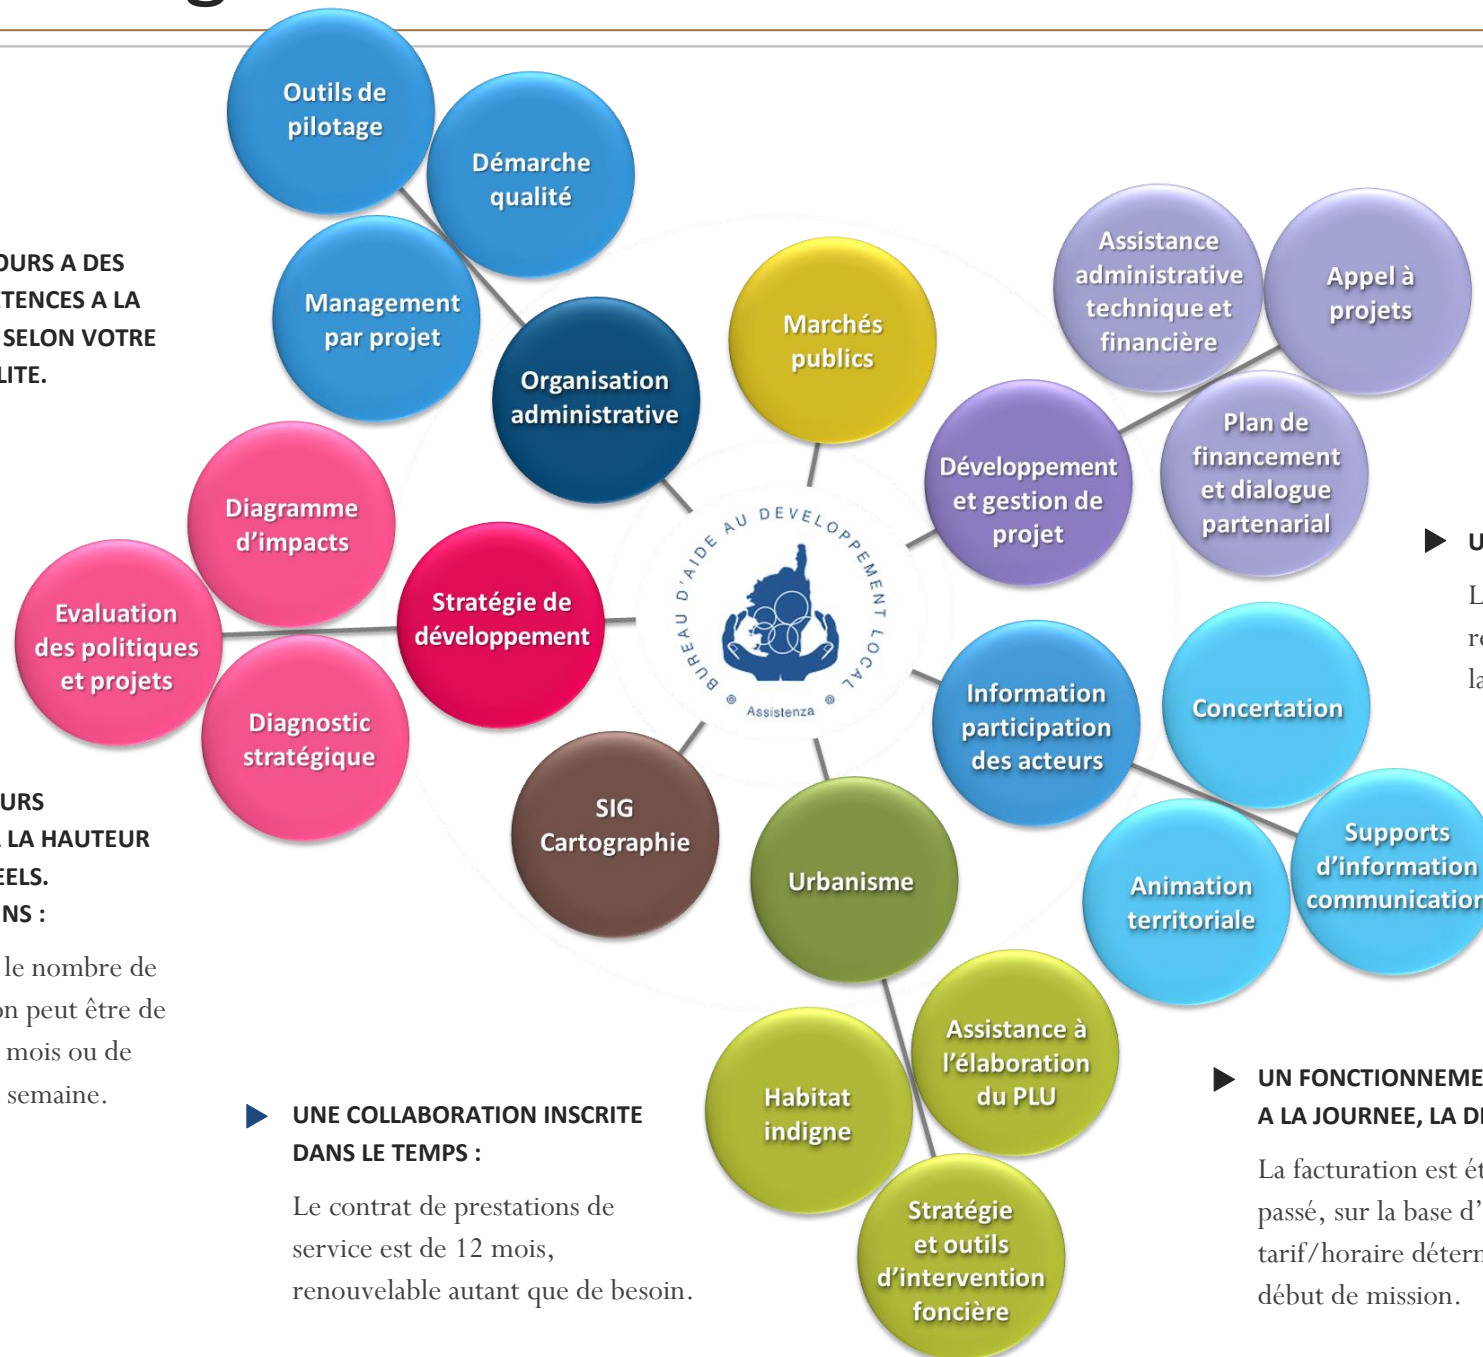 Outils de
pilotage
Démarche
qualité
Management
par projet
Organisation
administrative
Marchés
publics
Assistance
administrative
technique et
financière
Appel à
projets
Plan de
financement
et dialogue
partenarial
Développement
et gestion de
projet
OURS A DES
TENCES A LA
SELON VOTRE
LITE.
Diagramme
d'impacts
Evaluation
des politiques
et projets
Diagnostic
stratégique
Stratégie de
développement
BUREAU D'AIDE AU DEVELOPPEMENT LOCAL
Assistenza
Information
participation
des acteurs
Concertation
Supports
d'information
communication
Animation
territoriale
SIG
Cartographie
Urbanisme
Habitat
indigne
Assistance à
l'élaboration
du PLU
Stratégie
et outils
d'intervention
foncière
URS
LA HAUTEUR
EELS.
NS :
le nombre de
on peut être de
mois ou de
semaine.
UNE COLLABORATION INSCRITE
DANS LE TEMPS :
Le contrat de prestations de
service est de 12 mois,
renouvelable autant que de besoin.
U
L
re
la
UN FONCTIONNEME
A LA JOURNEE, LA DE
La facturation est ét
passé, sur la base d'
tarif/horaire déterm
début de mission.